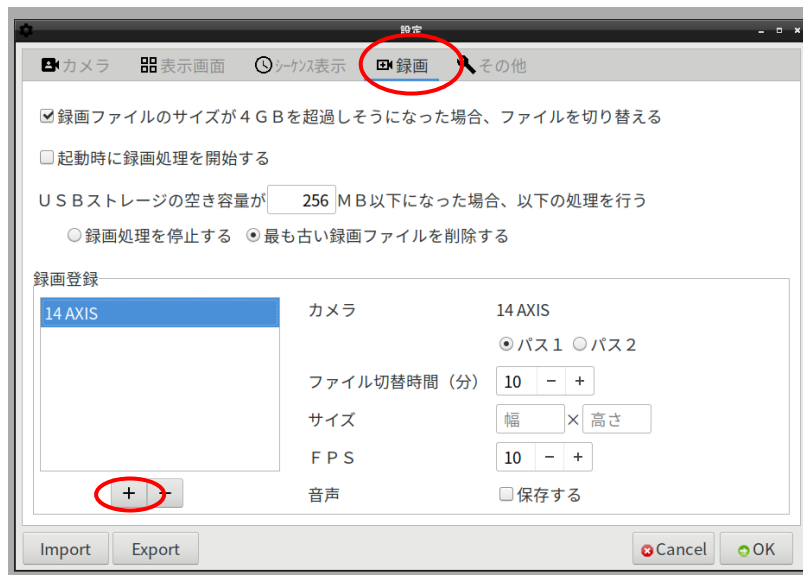 設定
カメラ 表示画面 シーケンス表示 録画 その他
録画ファイルのサイズが４ＧＢを超過しそうになった場合、ファイルを切り替える
起動時に録画処理を開始する
ＵＳＢストレージの空き容量が 256 ＭＢ以下になった場合、以下の処理を行う
録画処理を停止する 最も古い録画ファイルを削除する
録画登録
14 AXIS
カメラ 14 AXIS
パス１ パス２
ファイル切替時間（分） 10 − +
サイズ 幅 × 高さ
ＦＰＳ 10 − +
+ −
音声 保存する
Import Export Cancel OK